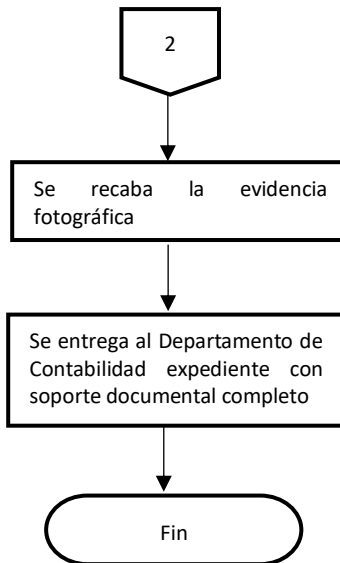 2
Se recaba la evidencia
fotográfica
Se entrega al Departamento de
Contabilidad expediente con
soporte documental completo
Fin